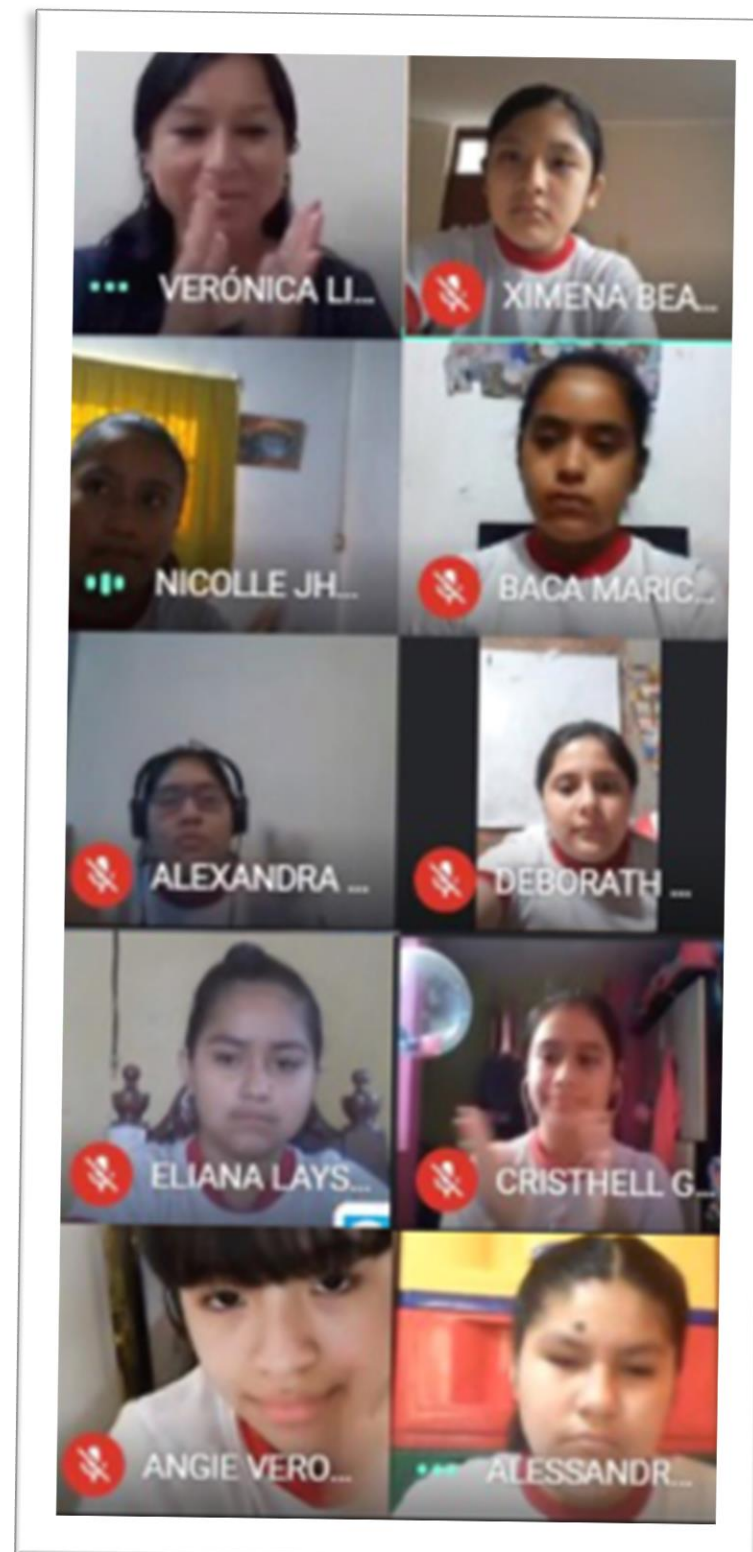 VERÓNICA LI...
XIMENA BEA...
NICOLLE JH...
BACA MARIC...
ALEXANDRA ...
DEBORATH ...
ELIANA LAYS...
CRISTHELL G...
ANGIE VERO...
ALESSANDR...